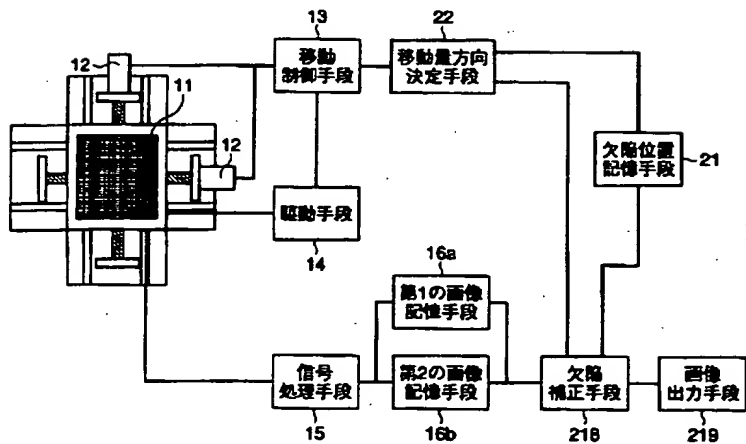 13
22
12
移動
制御手段
移動量方向
決定手段
11
12
欠陥位置
記憶手段
21
駆動手段
14
16a
第1の画像
記憶手段
信号
処理手段
第2の画像
記憶手段
欠陥
補正手段
画像
出力手段
15
16b
218
219